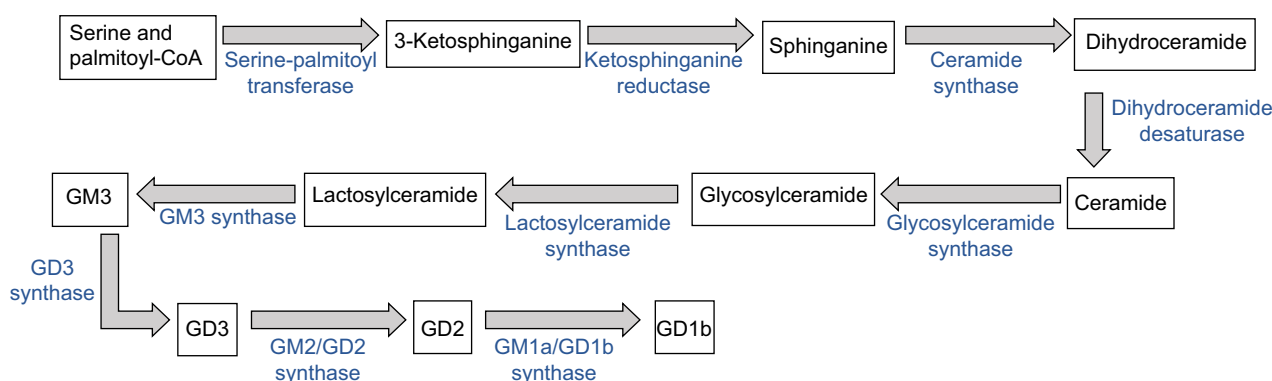 Serine and
palmitoyl-CoA
Serine-palmitoyl
transferase
3-Ketosphinganine
Ketosphinganine
reductase
Sphinganine
Ceramide
synthase
Dihydroceramide
Dihydroceramide
desaturase
Ceramide
Glycosylceramide
synthase
Glycosylceramide
Lactosylceramide
synthase
Lactosylceramide
GM3 synthase
GM3
GD3
synthase
GD3
GM2/GD2
synthase
GD2
GM1a/GD1b
synthase
GD1b